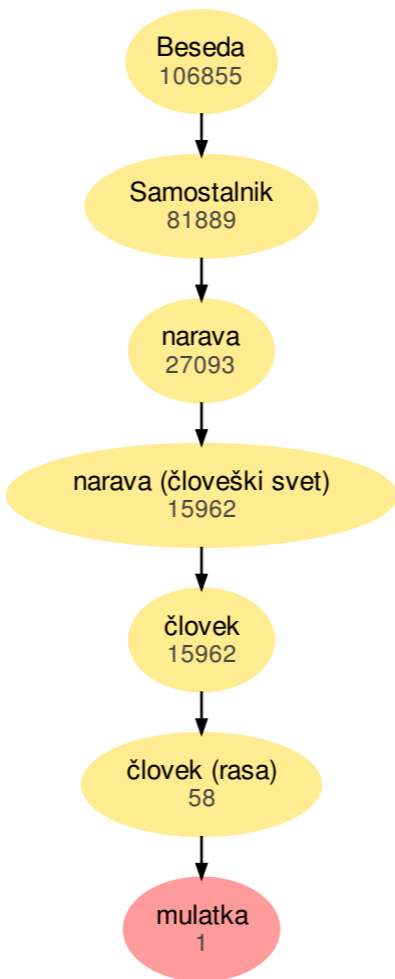 Beseda
106855
Samostalnik
81889
narava
27093
narava (človeški svet)
15962
človek
15962
človek (rasa)
58
mulatka
1